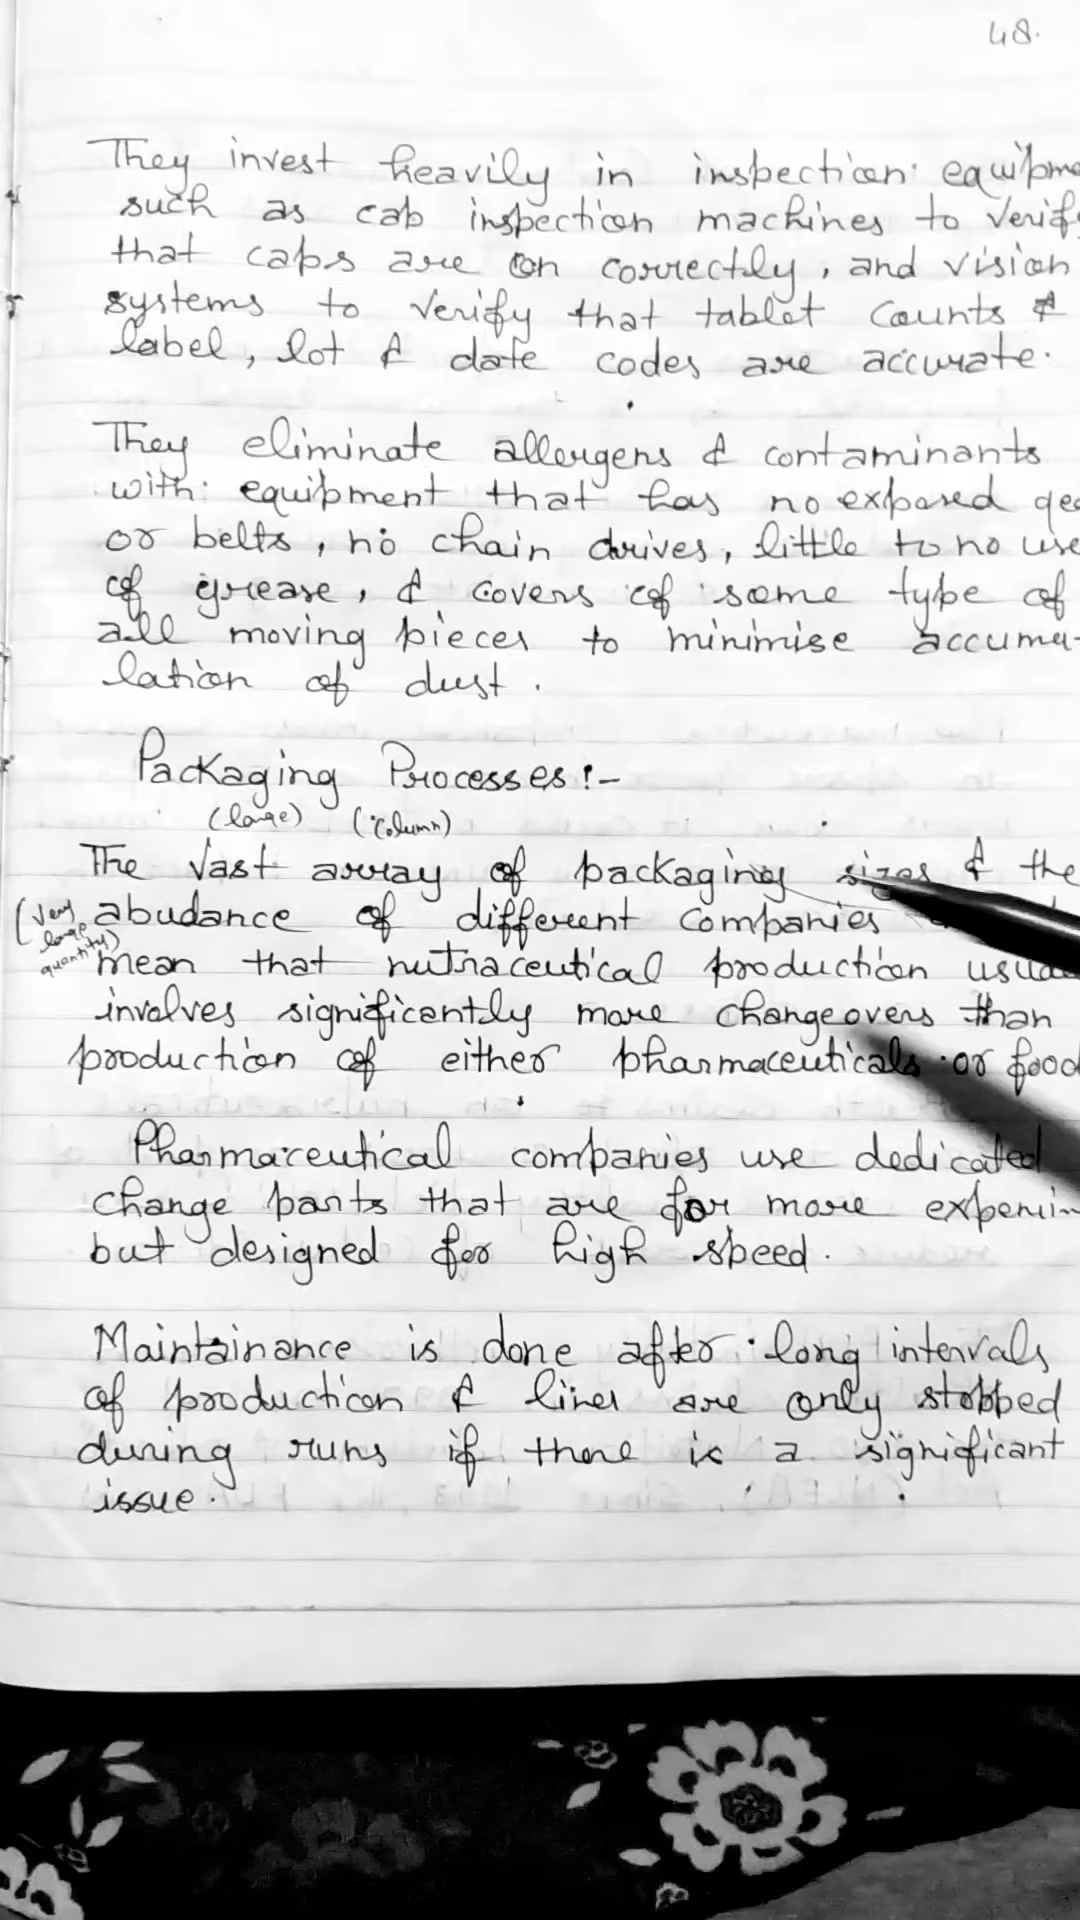 48.
They invest heavily in inspection equipme
such as cab inspection machines to verify
that caps are on correctly, and vision
systems to verify that tablet counts &
label, lot & date codes are accurate.
They eliminate allergens & contaminants
with equipment that has no exposed gea
or belts, no chain drives, little to no use
of grease, & covers of some type of
all moving pieces to minimise accumu-
lation of dust.
Packaging Processes:-
(large) (column)
The vast array of packaging sizes & the
(very large quantity) abudance of different companies
mean that nutraceutical production usua
involves significantly more changeovers than
production of either pharmaceuticals or food
Pharmaceutical companies use dedicated
change parts that are far more expensiv
but designed for high speed.
Maintainance is done after long intervals
of production & lines are only stopped
during runs if there is a significant
issue.